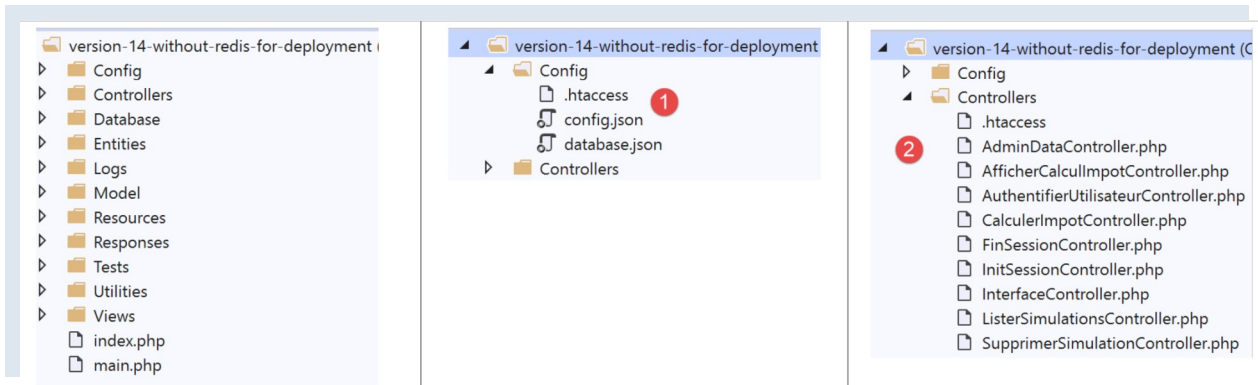 version-14-without-redis-for-deployment (
Config
Controllers
Database
Entities
Logs
Model
Resources
Responses
Tests
Utilities
Views
index.php
main.php
version-14-without-redis-for-deployment
Config
.htaccess
1
config.json
database.json
Controllers
version-14-without-redis-for-deployment (C
Config
Controllers
.htaccess
2
AdminDataController.php
AfficherCalculImpotController.php
AuthentifierUtilisateurController.php
CalculerImpotController.php
FinSessionController.php
InitSessionController.php
InterfaceController.php
ListerSimulationsController.php
SupprimerSimulationController.php